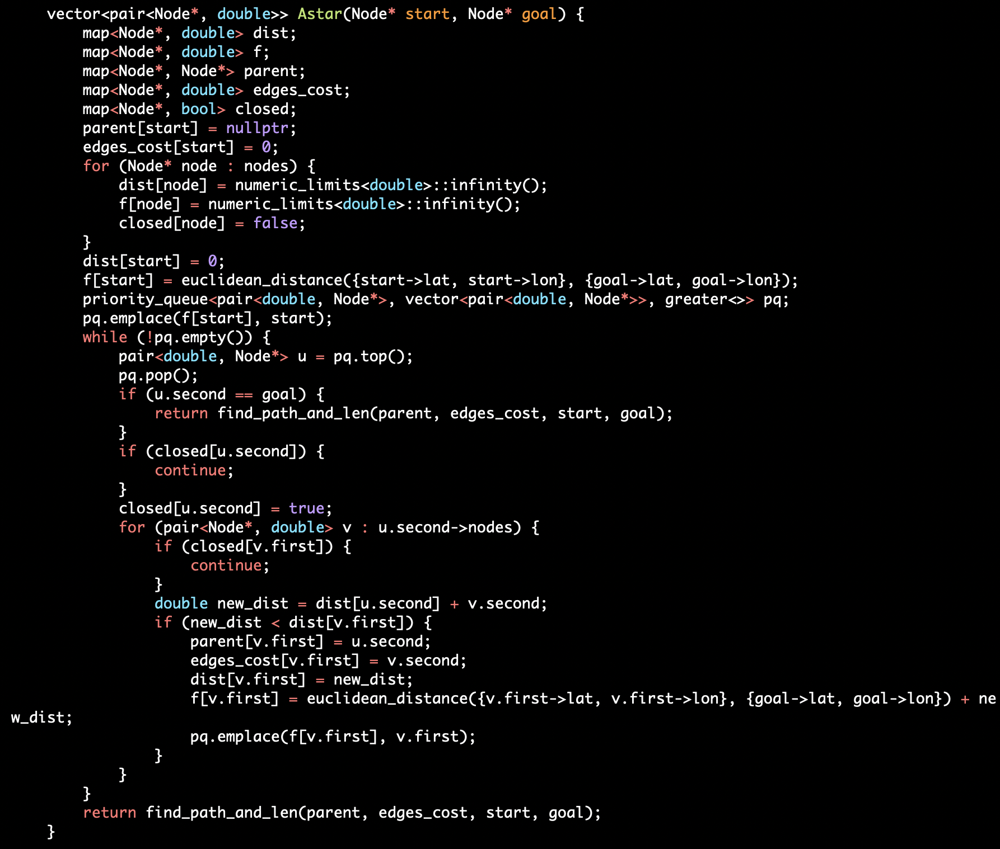 vector<pair<Node*, double>> Astar(Node* start, Node* goal) {
    map<Node*, double> dist;
    map<Node*, double> f;
    map<Node*, Node*> parent;
    map<Node*, double> edges_cost;
    map<Node*, bool> closed;
    parent[start] = nullptr;
    edges_cost[start] = 0;
    for (Node* node : nodes) {
        dist[node] = numeric_limits<double>::infinity();
        f[node] = numeric_limits<double>::infinity();
        closed[node] = false;
    }
    dist[start] = 0;
    f[start] = euclidean_distance({start->lat, start->lon}, {goal->lat, goal->lon});
    priority_queue<pair<double, Node*>, vector<pair<double, Node*>>, greater<>> pq;
    pq.emplace(f[start], start);
    while (!pq.empty()) {
        pair<double, Node*> u = pq.top();
        pq.pop();
        if (u.second == goal) {
            return find_path_and_len(parent, edges_cost, start, goal);
        }
        if (closed[u.second]) {
            continue;
        }
        closed[u.second] = true;
        for (pair<Node*, double> v : u.second->nodes) {
            if (closed[v.first]) {
                continue;
            }
            double new_dist = dist[u.second] + v.second;
            if (new_dist < dist[v.first]) {
                parent[v.first] = u.second;
                edges_cost[v.first] = v.second;
                dist[v.first] = new_dist;
                f[v.first] = euclidean_distance({v.first->lat, v.first->lon}, {goal->lat, goal->lon}) + ne
w_dist;
                pq.emplace(f[v.first], v.first);
            }
        }
    }
    return find_path_and_len(parent, edges_cost, start, goal);
}